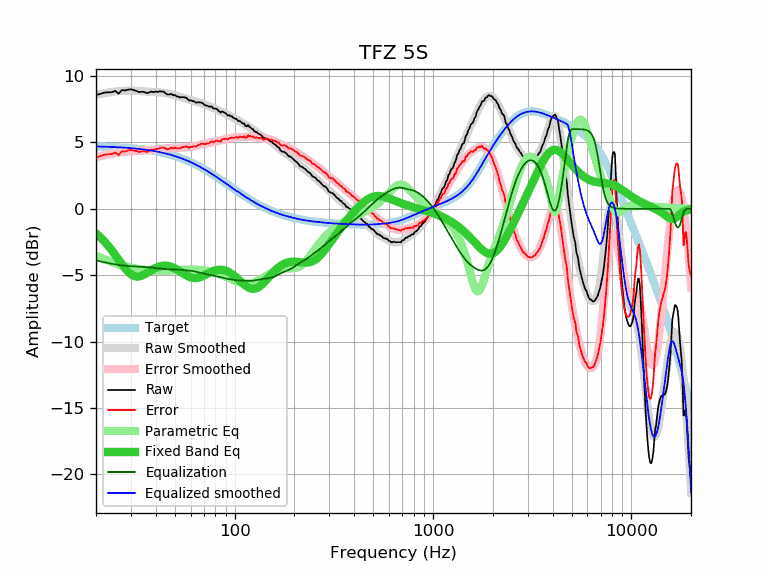 TFZ 5S
10
5
0
−5
−10
−15
−20
Amplitude (dBr)
Target
Raw Smoothed
Error Smoothed
Raw
Error
Parametric Eq
Fixed Band Eq
Equalization
Equalized smoothed
100
1000
10000
Frequency (Hz)